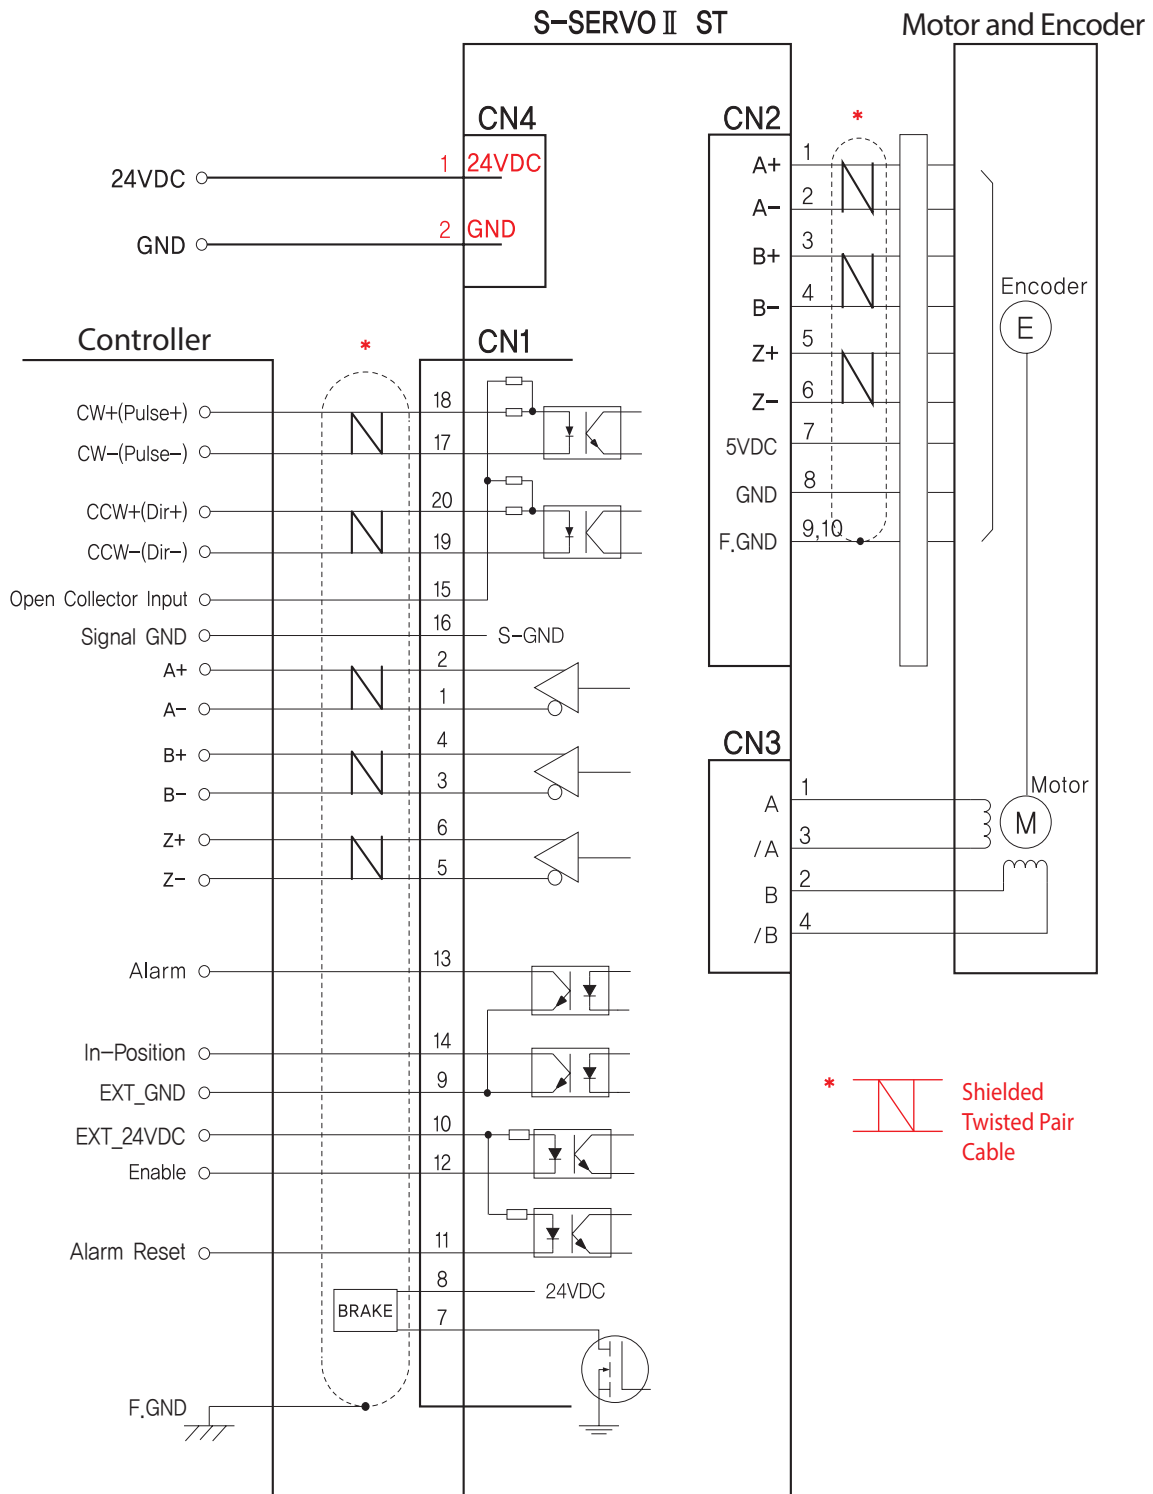 S-SERVO Ⅱ ST
Motor and Encoder
CN4
1 24VDC
24VDC
2 GND
GND
CN2
*
A+ 1
A- 2
B+ 3
B- 4
Z+ 5
Z- 6
5VDC 7
GND 8
F.GND 9,10
Encoder
E
Controller
*
CN1
CW+(Pulse+) 18
CW-(Pulse-) 17
CCW+(Dir+) 20
CCW-(Dir-) 19
Open Collector Input 15
Signal GND 16 S-GND
A+ 2
A- 1
B+ 4
B- 3
Z+ 6
Z- 5
Alarm 13
In-Position 14
EXT_GND 9
EXT_24VDC 10
Enable 12
Alarm Reset 11
8 24VDC
BRAKE
7
F.GND
CN3
A 1
/A 3
B 2
/B 4
Motor
M
* Shielded
Twisted Pair
Cable